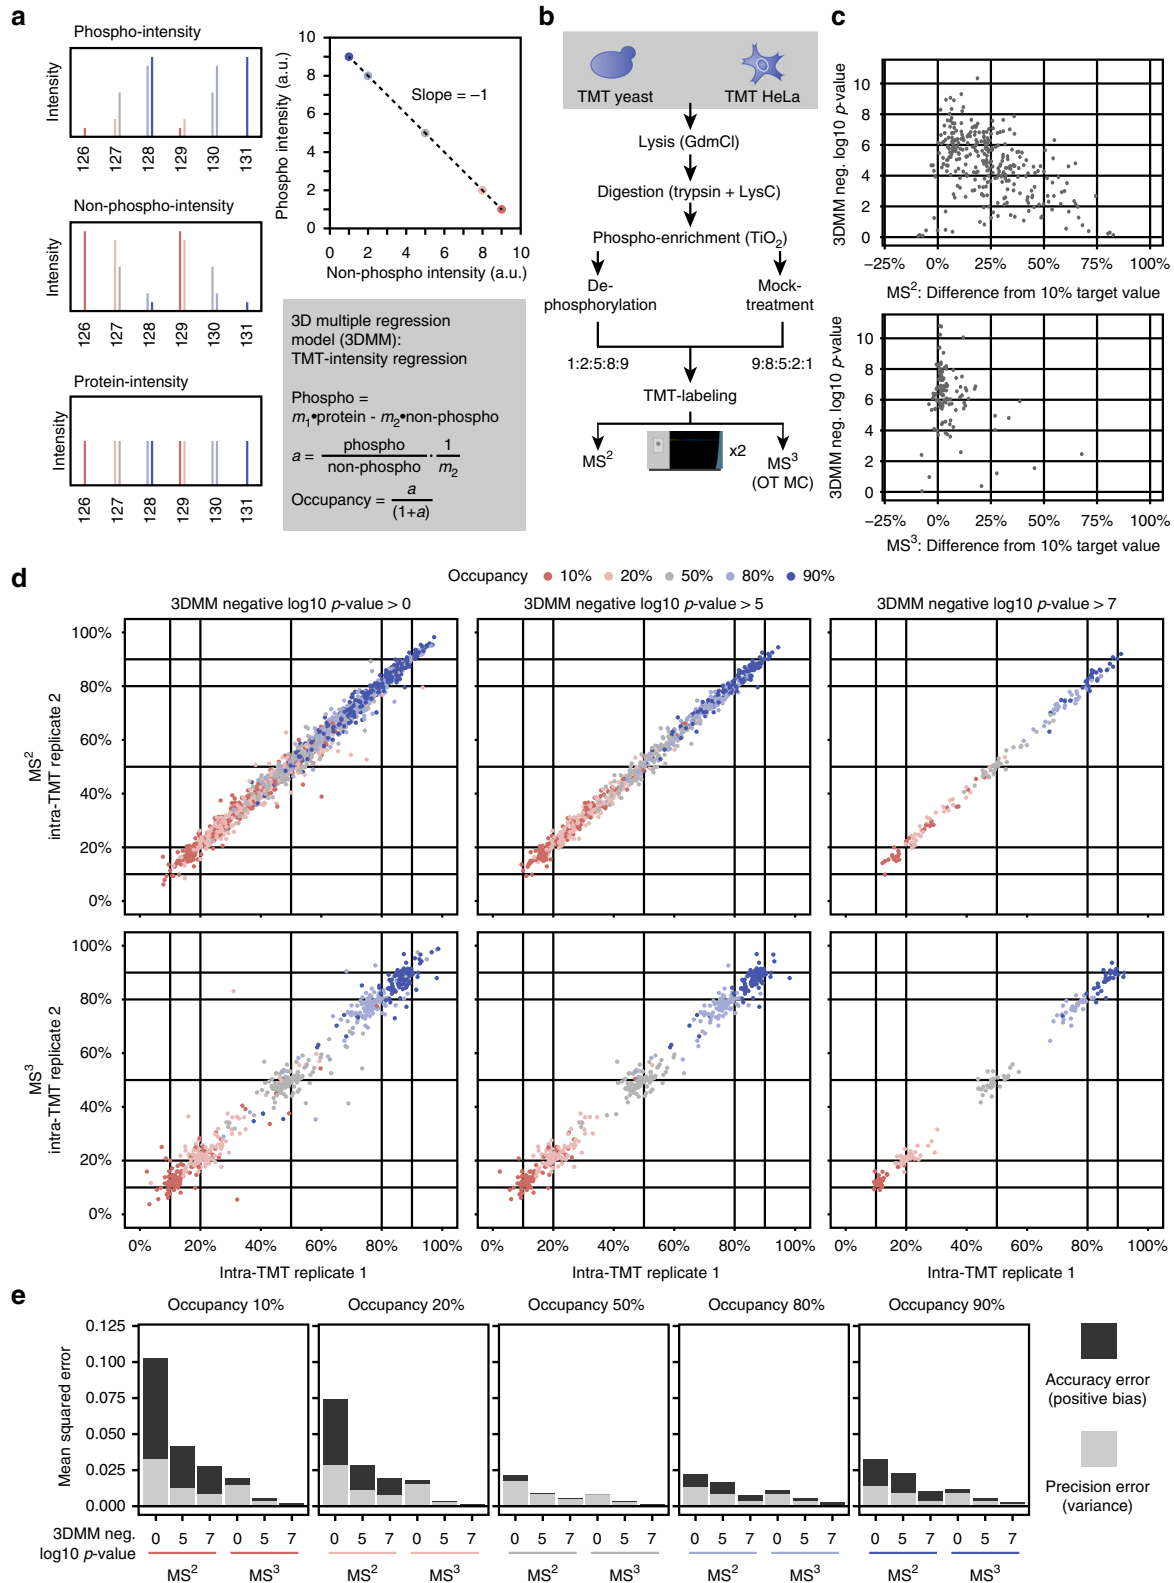 a
Phospho-intensity
Intensity
126 127 128 129 130 131
Non-phospho-intensity
Intensity
126 127 128 129 130 131
Protein-intensity
Intensity
126 127 128 129 130 131
Phospho intensity (a.u.)
10
8
6
4
2
0
Slope = −1
0 2 4 6 8 10
Non-phospho intensity (a.u.)
3D multiple regression
model (3DMM):
TMT-intensity regression
Phospho =
m₁•protein - m₂•non-phospho
a = phospho / non-phospho · 1 / m₂
Occupancy = a / (1+a)
b
TMT yeast TMT HeLa
Lysis (GdmCl)
Digestion (trypsin + LysC)
Phospho-enrichment (TiO₂)
De-
phosphorylation
Mock-
treatment
1:2:5:8:9 9:8:5:2:1
TMT-labeling
MS² x2 MS³
(OT MC)
c
3DMM neg. log10 p-value
10
8
6
4
2
0
−25% 0% 25% 50% 75% 100%
MS²: Difference from 10% target value
3DMM neg. log10 p-value
10
8
6
4
2
0
−25% 0% 25% 50% 75% 100%
MS³: Difference from 10% target value
d
Occupancy 10% 20% 50% 80% 90%
3DMM negative log10 p-value > 0 3DMM negative log10 p-value > 5 3DMM negative log10 p-value > 7
MS²
intra-TMT replicate 2
100%
80%
60%
40%
20%
0%
MS³
intra-TMT replicate 2
100%
80%
60%
40%
20%
0%
0% 20% 40% 60% 80% 100% 0% 20% 40% 60% 80% 100% 0% 20% 40% 60% 80% 100%
Intra-TMT replicate 1 Intra-TMT replicate 1 Intra-TMT replicate 1
e
Occupancy 10% Occupancy 20% Occupancy 50% Occupancy 80% Occupancy 90%
Mean squared error
0.125
0.100
0.075
0.050
0.025
0.000
3DMM neg.
log10 p-value
0 5 7 0 5 7 0 5 7 0 5 7 0 5 7 0 5 7 0 5 7 0 5 7 0 5 7 0 5 7
MS² MS³ MS² MS³ MS² MS³ MS² MS³ MS² MS³
Accuracy error
(positive bias)
Precision error
(variance)